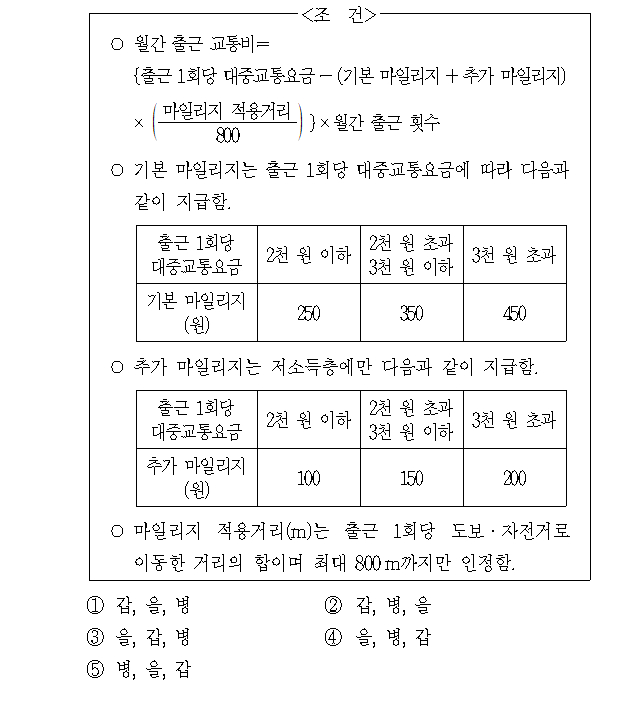 <조 건>
○ 월간 출근 교통비=
{출근 1회당 대중교통요금-(기본 마일리지+추가 마일리지)
×(마일리지 적용거리/800)}×월간 출근 횟수
○ 기본 마일리지는 출근 1회당 대중교통요금에 따라 다음과
같이 지급함.
출근 1회당 대중교통요금 2천 원 이하 2천 원 초과 3천 원 이하 3천 원 초과
기본 마일리지 (원) 250 350 450
○ 추가 마일리지는 저소득층에만 다음과 같이 지급함.
출근 1회당 대중교통요금 2천 원 이하 2천 원 초과 3천 원 이하 3천 원 초과
추가 마일리지 (원) 100 150 200
○ 마일리지 적용거리(m)는 출근 1회당 도보·자전거로
이동한 거리의 합이며 최대 800 m까지만 인정함.
① 갑, 을, 병 ② 갑, 병, 을
③ 을, 갑, 병 ④ 을, 병, 갑
⑤ 병, 을, 갑